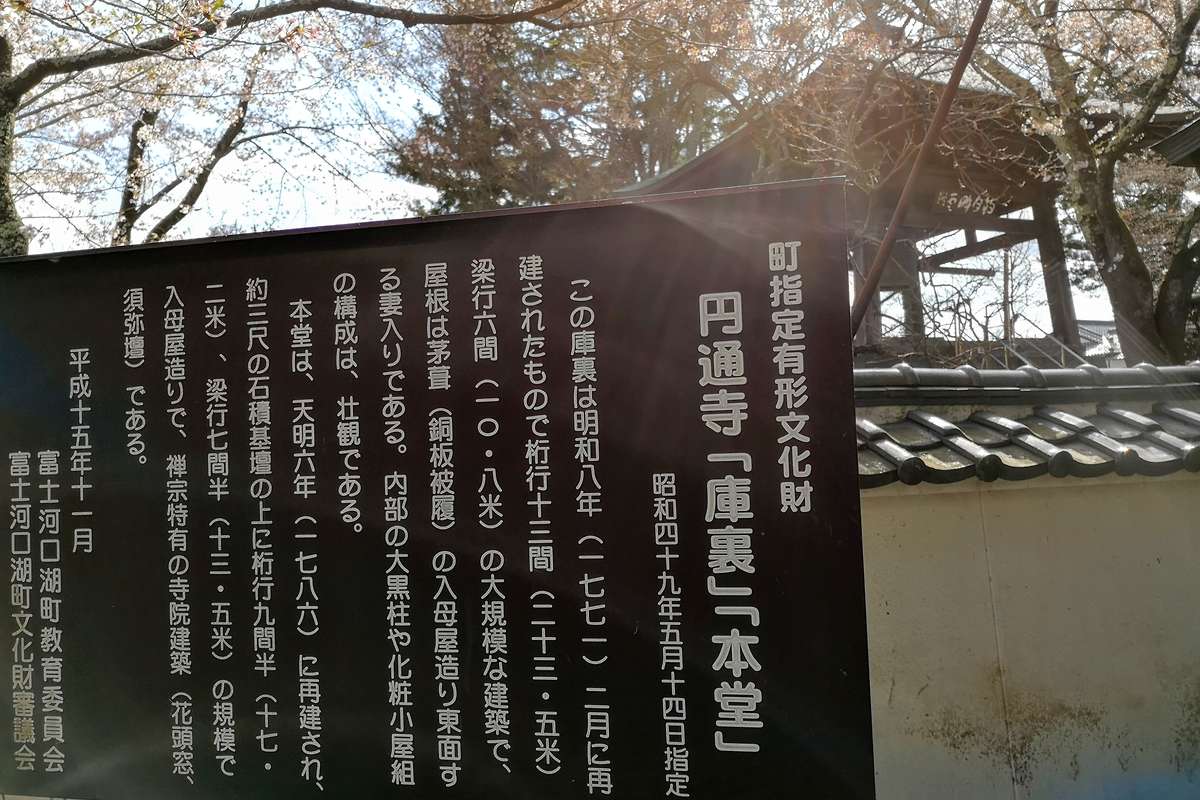 町指定有形文化財
円通寺「庫裏」「本堂」
昭和四十九年五月十四日指定
この庫裏は明和八年（一七七一）二月に再
建されたもので桁行十三間（二十三・五米）
梁行六間（一〇・八米）の大規模な建築で、
屋根は茅葺（銅板被履）の入母屋造り東面す
る妻入りである。内部の大黒柱や化粧小屋組
の構成は、壮観である。
本堂は、天明六年（一七八六）に再建され、
約三尺の石積基壇の上に桁行九間半（十七・
二米）、梁行七間半（十三・五米）の規模で
入母屋造りで、禅宗特有の寺院建築（花頭窓、
須弥壇）である。
平成十五年十一月
富士河口湖町教育委員会
富士河口湖町文化財審議会